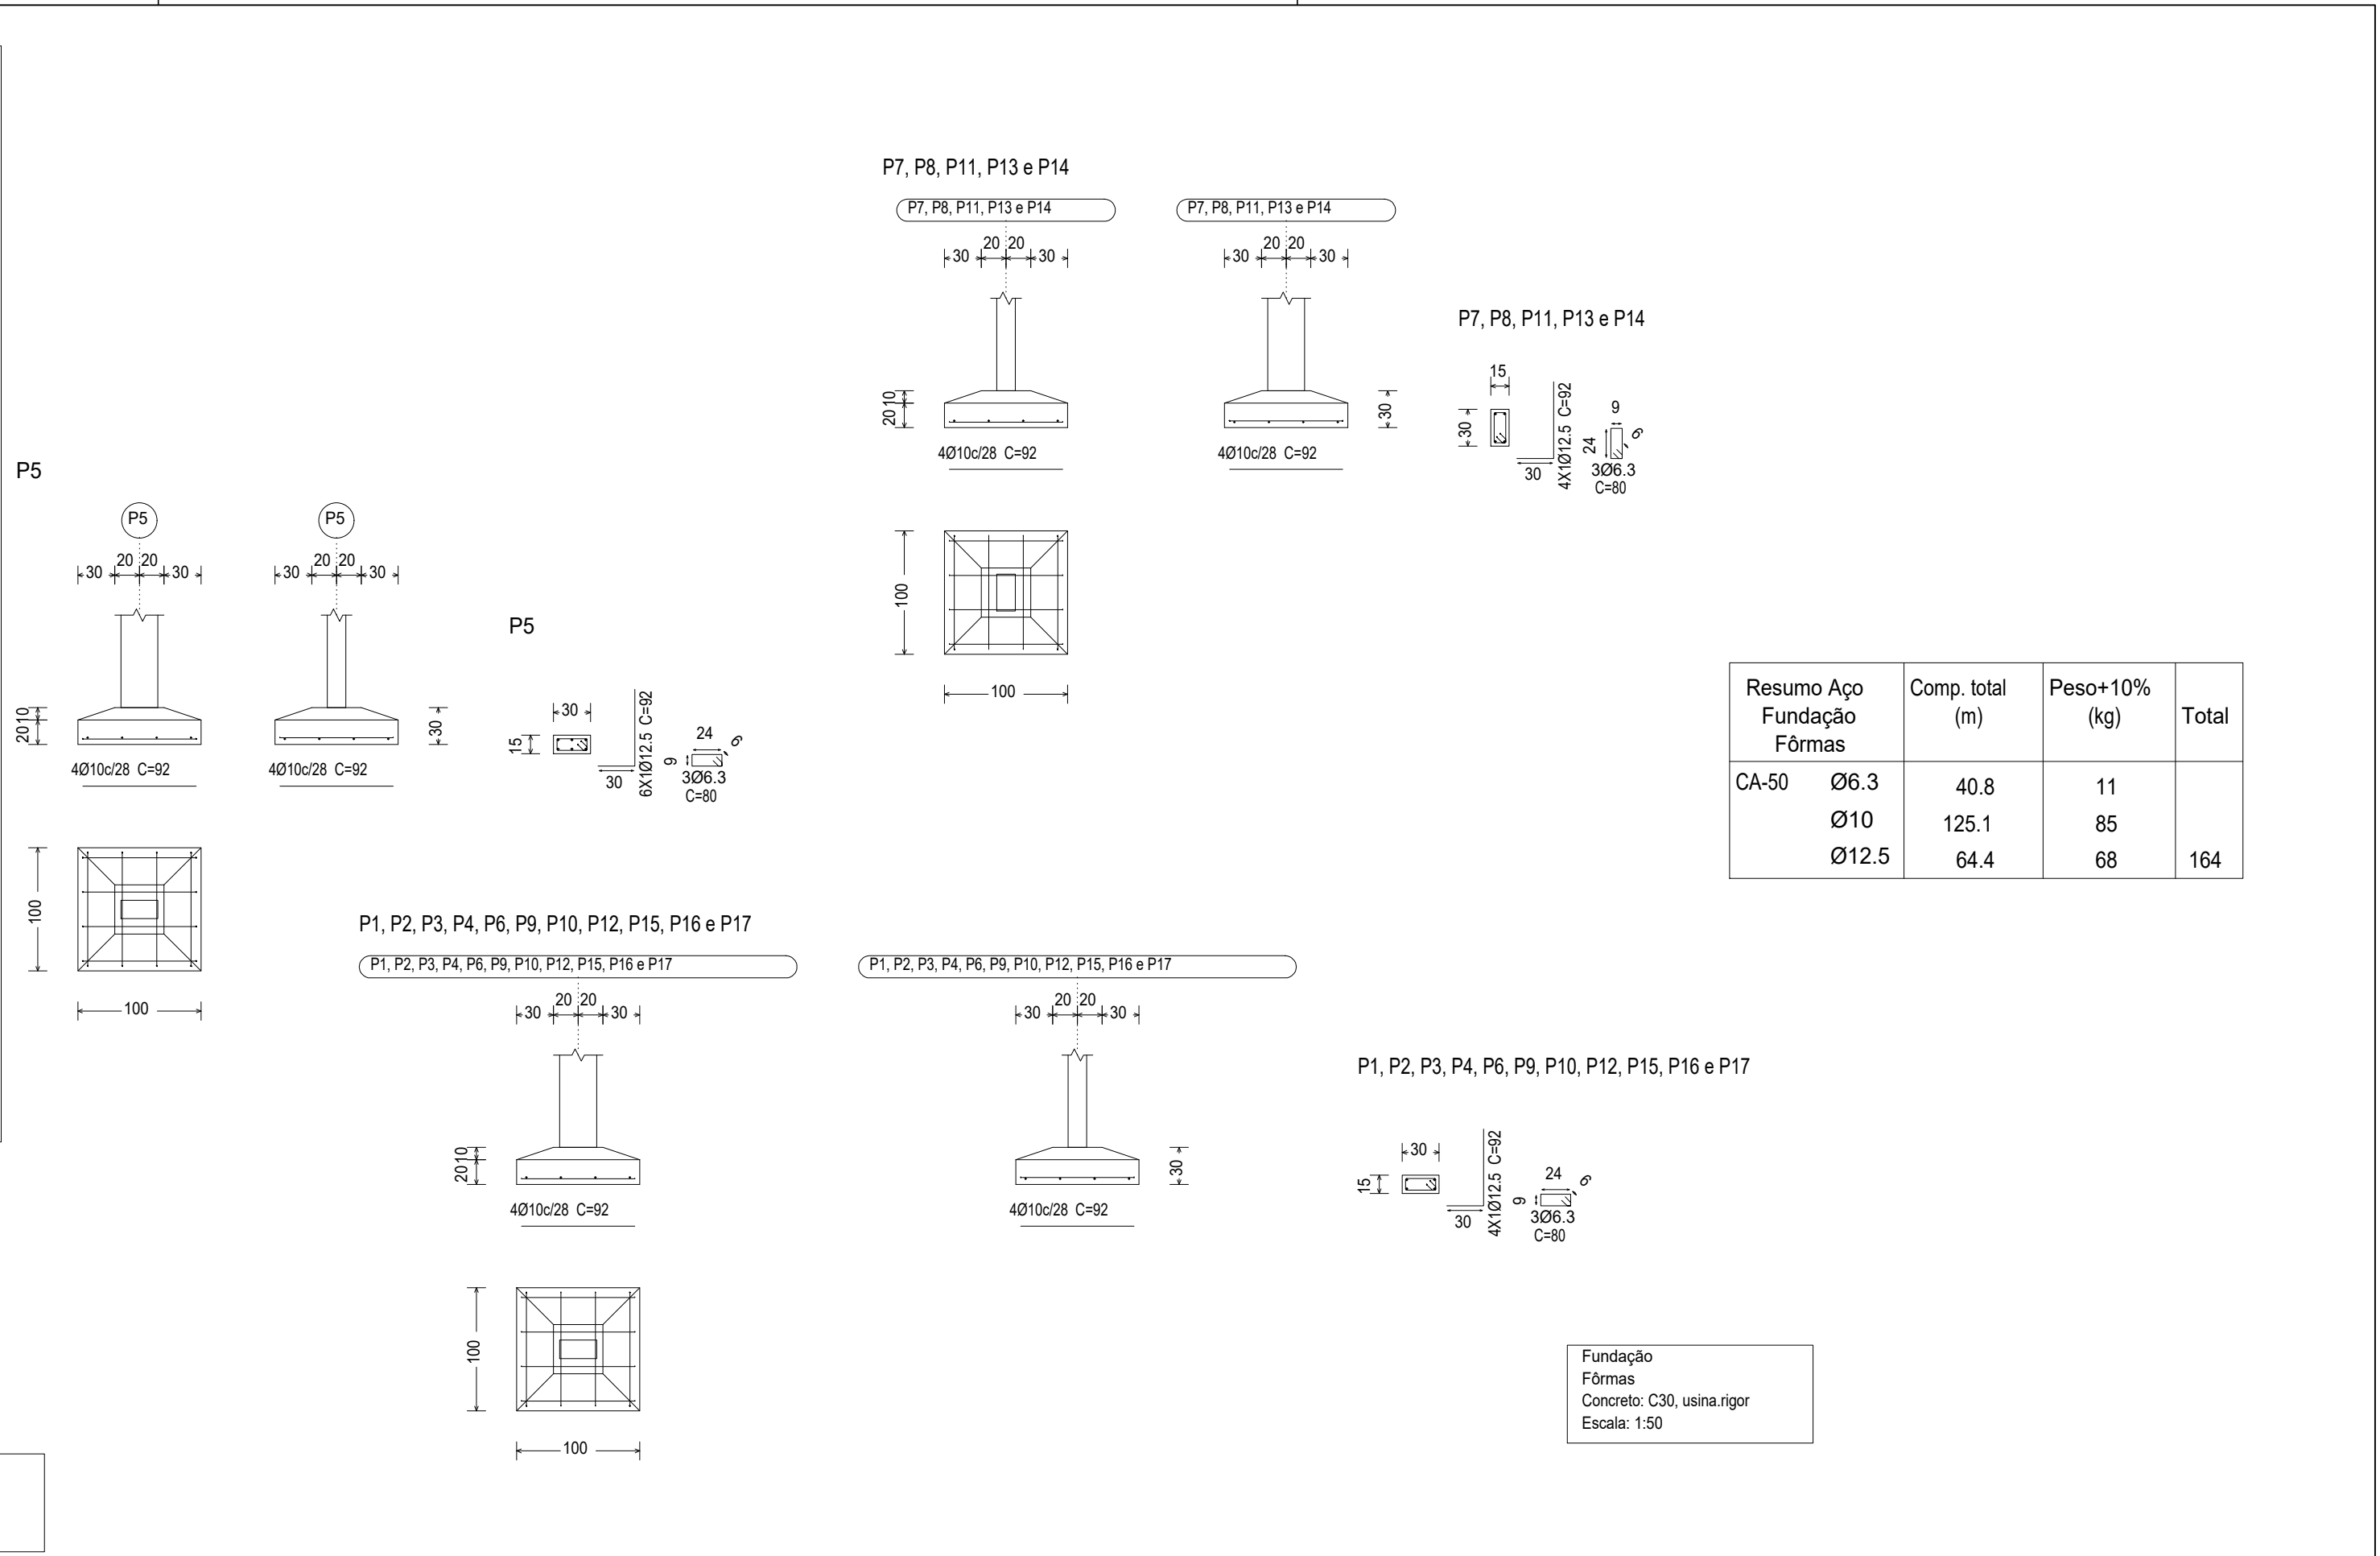 P7, P8, P11, P13 e P14
P7, P8, P11, P13 e P14
P7, P8, P11, P13 e P14
20 20
30 30
20 20
30 30
P7, P8, P11, P13 e P14
2010
30
4Ø10c/28 C=92
4Ø10c/28 C=92
15
30
30
4X1Ø12.5 C=92
9
24
6
3Ø6.3
C=80
100
100
P5
P5
P5
20 20
30 30
20 20
30 30
2010
30
4Ø10c/28 C=92
4Ø10c/28 C=92
P5
30
15
30
6X1Ø12.5 C=92
24
9
6
3Ø6.3
C=80
100
100
Resumo Aço
Fundação
Fôrmas
Comp. total
(m)
Peso+10%
(kg)
Total
CA-50 Ø6.3 40.8 11
Ø10 125.1 85
Ø12.5 64.4 68 164
P1, P2, P3, P4, P6, P9, P10, P12, P15, P16 e P17
P1, P2, P3, P4, P6, P9, P10, P12, P15, P16 e P17
P1, P2, P3, P4, P6, P9, P10, P12, P15, P16 e P17
20 20
30 30
20 20
30 30
2010
30
4Ø10c/28 C=92
4Ø10c/28 C=92
P1, P2, P3, P4, P6, P9, P10, P12, P15, P16 e P17
30
15
30
4X1Ø12.5 C=92
24
9
6
3Ø6.3
C=80
100
100
Fundação
Fôrmas
Concreto: C30, usina.rigor
Escala: 1:50